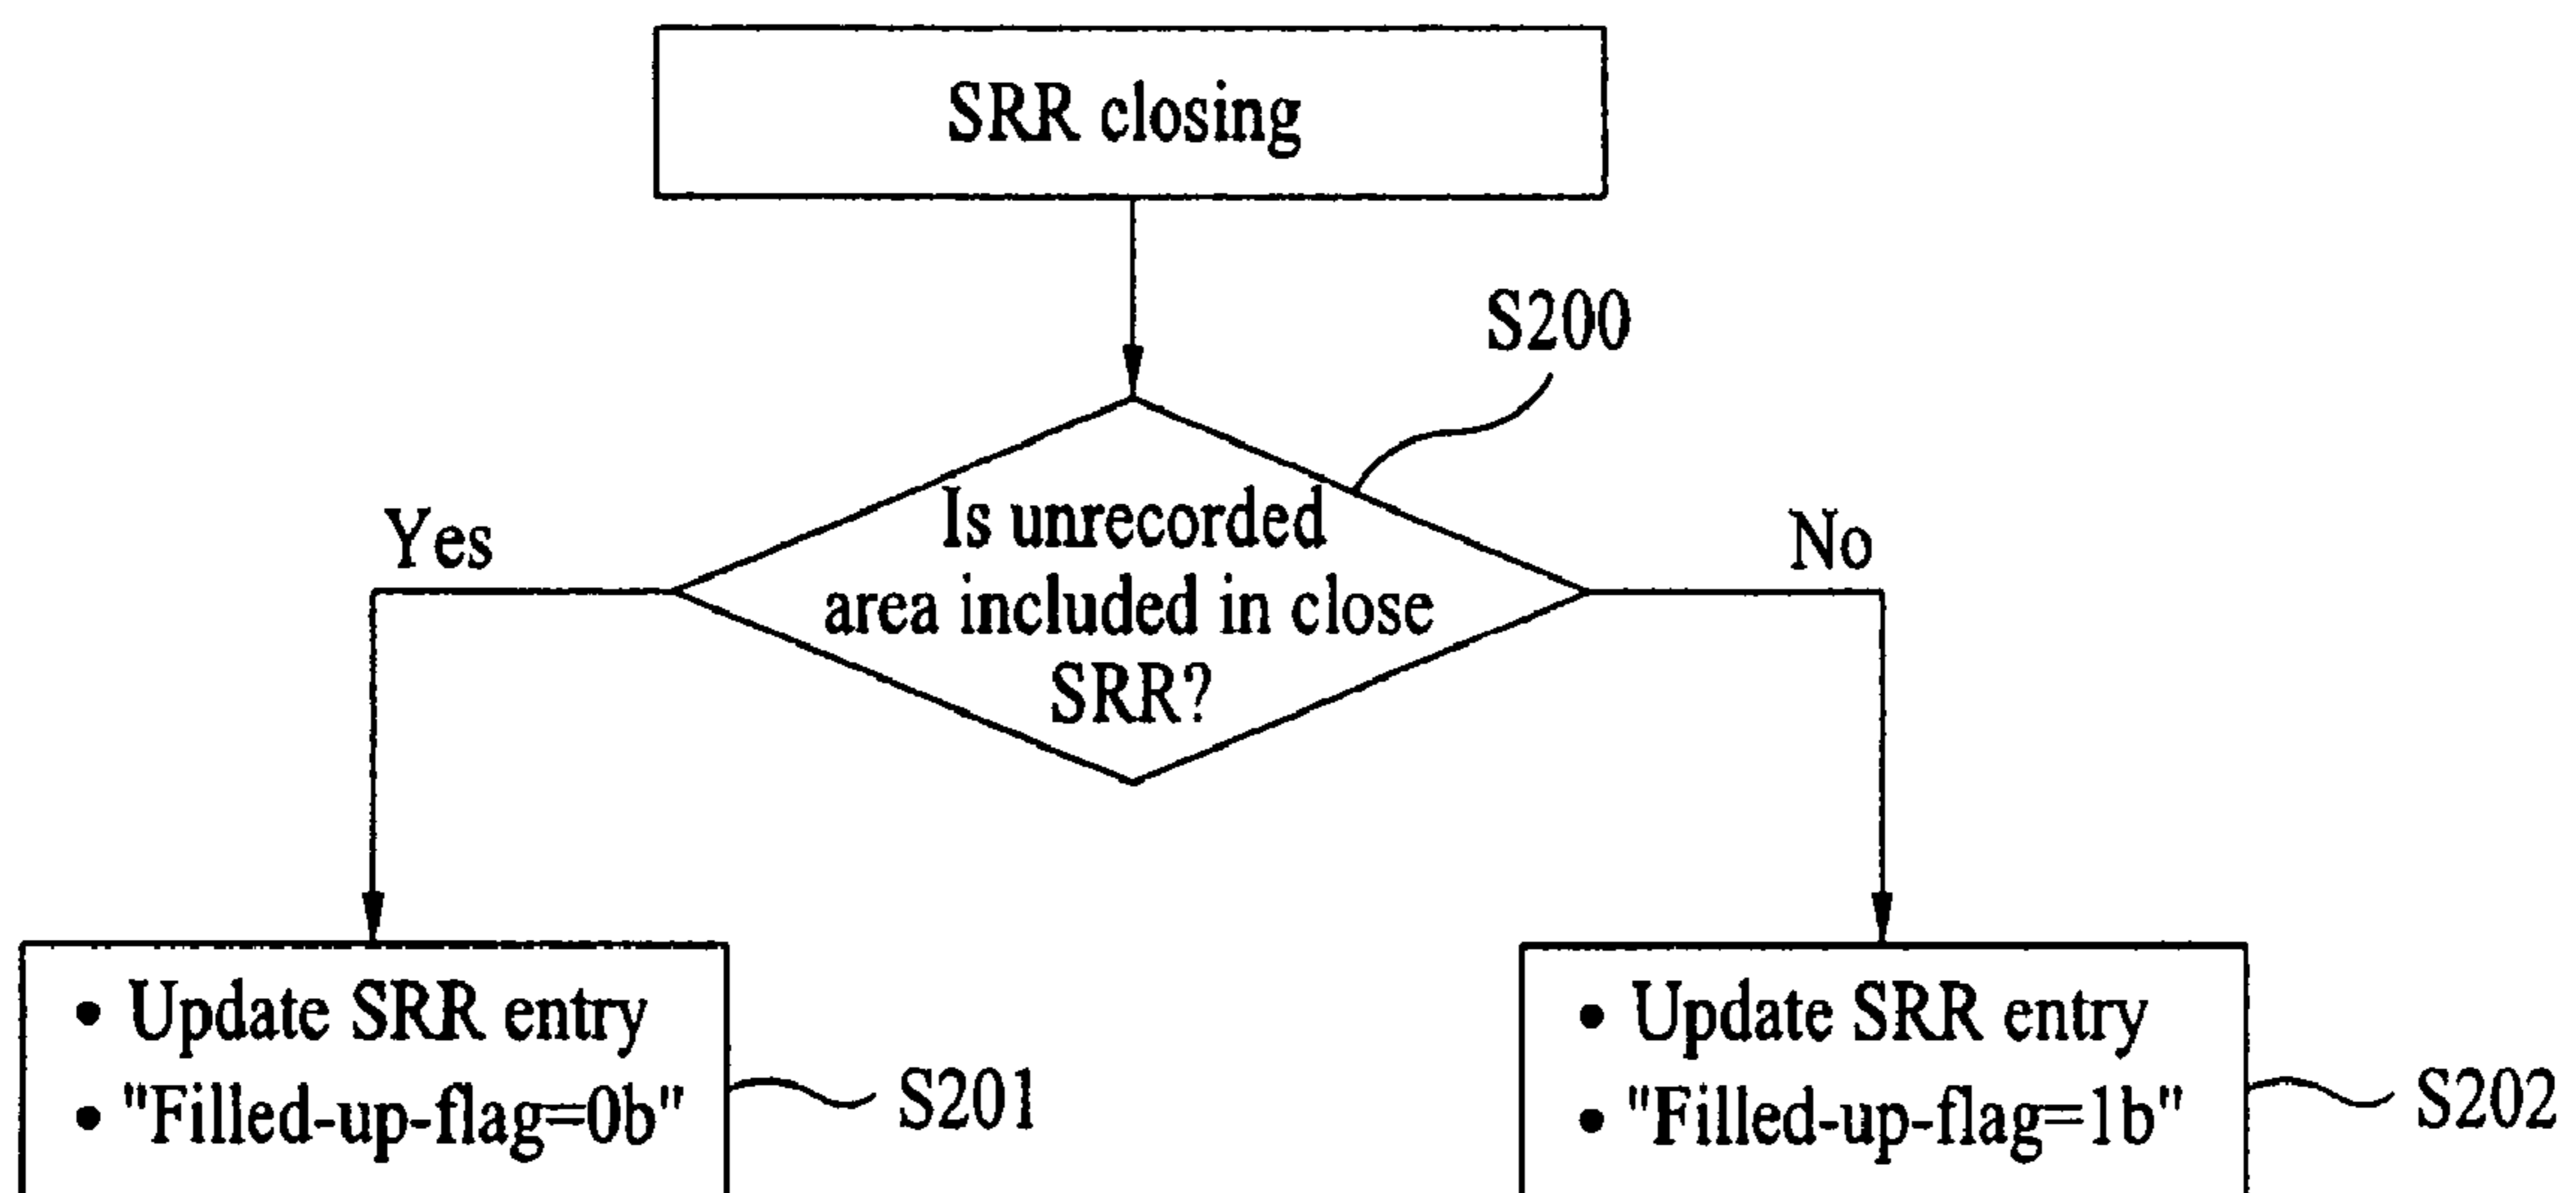 SRR closing
S200
Is unrecorded
area included in close
SRR?
Yes
No
• Update SRR entry
• "Filled-up-flag=0b"
S201
• Update SRR entry
• "Filled-up-flag=1b"
S202